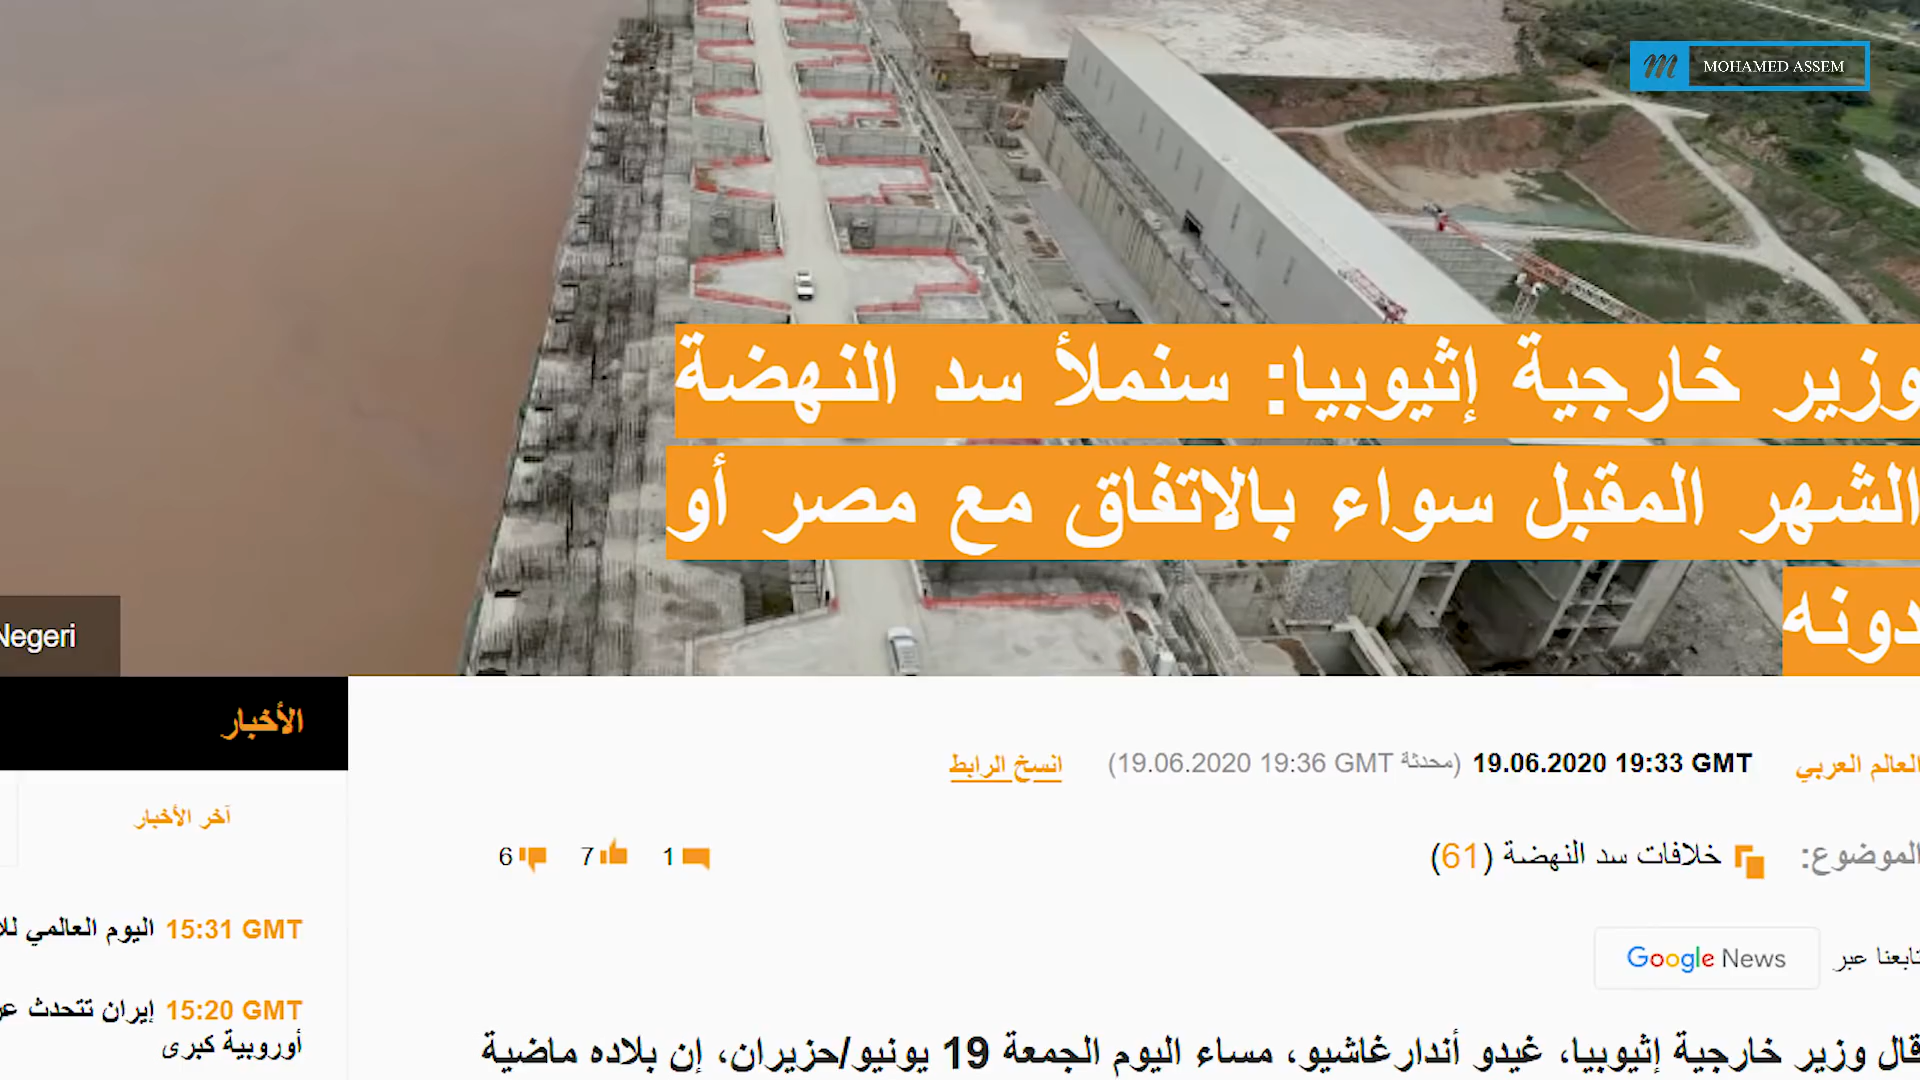 MOHAMED ASSEM
وزير خارجية إثيوبيا: سنملأ سد النهضة
الشهر المقبل سواء بالاتفاق مع مصر أو
دونه
Negeri
الأخبار
العالم العربي 19.06.2020 19:33 GMT (محدثة 19.06.2020 19:36 GMT) انسخ الرابط
آخر الأخبار
الموضوع: خلافات سد النهضة (61)
1 7 6
15:31 GMT اليوم العالمي
تابعنا عبر Google News
15:20 GMT إيران تتحدث
أوروبية كبرى
قال وزير خارجية إثيوبيا، غيدو أندارغاشيو، مساء اليوم الجمعة 19 يونيو/حزيران، إن بلاده ماضية